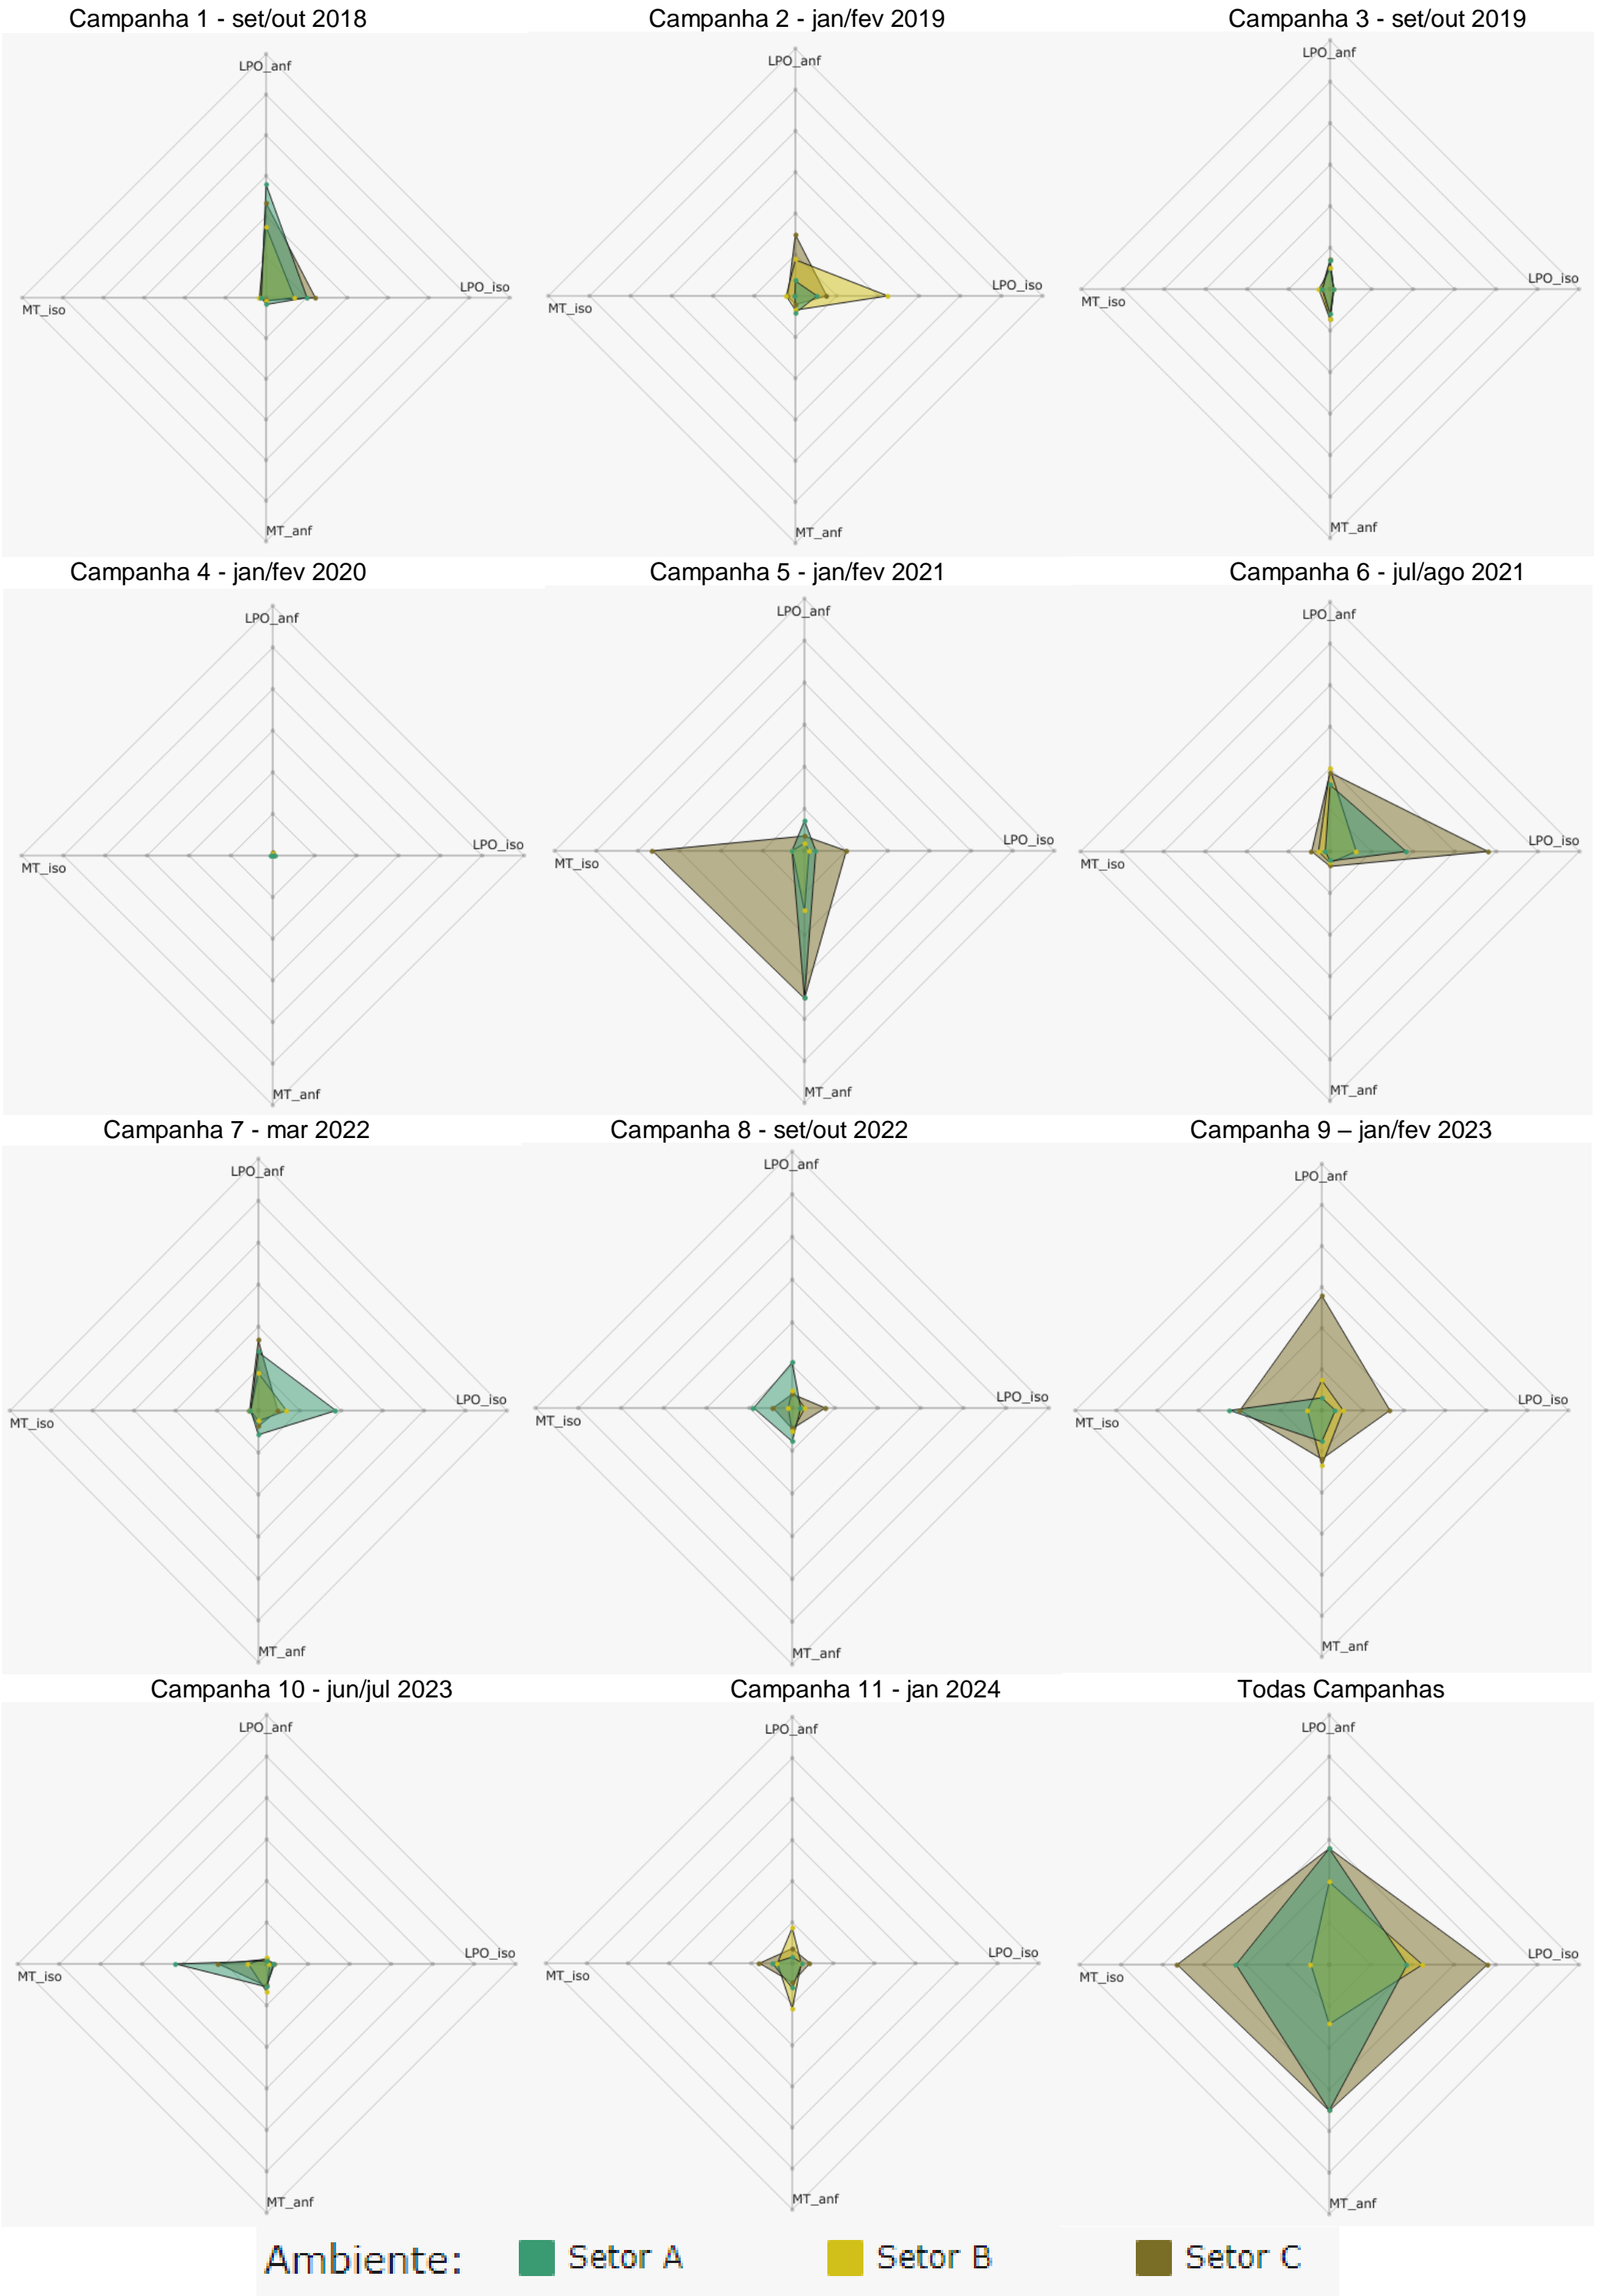 Campanha 1 - set/out 2018
Campanha 2 - jan/fev 2019
Campanha 3 - set/out 2019
LPO_anf
LPO_anf
LPO_anf
LPO_iso
LPO_iso
LPO_iso
MT_iso
MT_iso
MT_iso
MT_anf
MT_anf
MT_anf
Campanha 4 - jan/fev 2020
Campanha 5 - jan/fev 2021
Campanha 6 - jul/ago 2021
LPO_anf
LPO_anf
LPO_anf
LPO_iso
LPO_iso
LPO_iso
MT_iso
MT_iso
MT_iso
MT_anf
MT_anf
MT_anf
Campanha 7 - mar 2022
Campanha 8 - set/out 2022
Campanha 9 – jan/fev 2023
LPO_anf
LPO_anf
LPO_anf
LPO_iso
LPO_iso
LPO_iso
MT_iso
MT_iso
MT_iso
MT_anf
MT_anf
MT_anf
Campanha 10 - jun/jul 2023
Campanha 11 - jan 2024
Todas Campanhas
LPO_anf
LPO_anf
LPO_anf
LPO_iso
LPO_iso
LPO_iso
MT_iso
MT_iso
MT_iso
MT_anf
MT_anf
MT_anf
Ambiente: Setor A Setor B Setor C